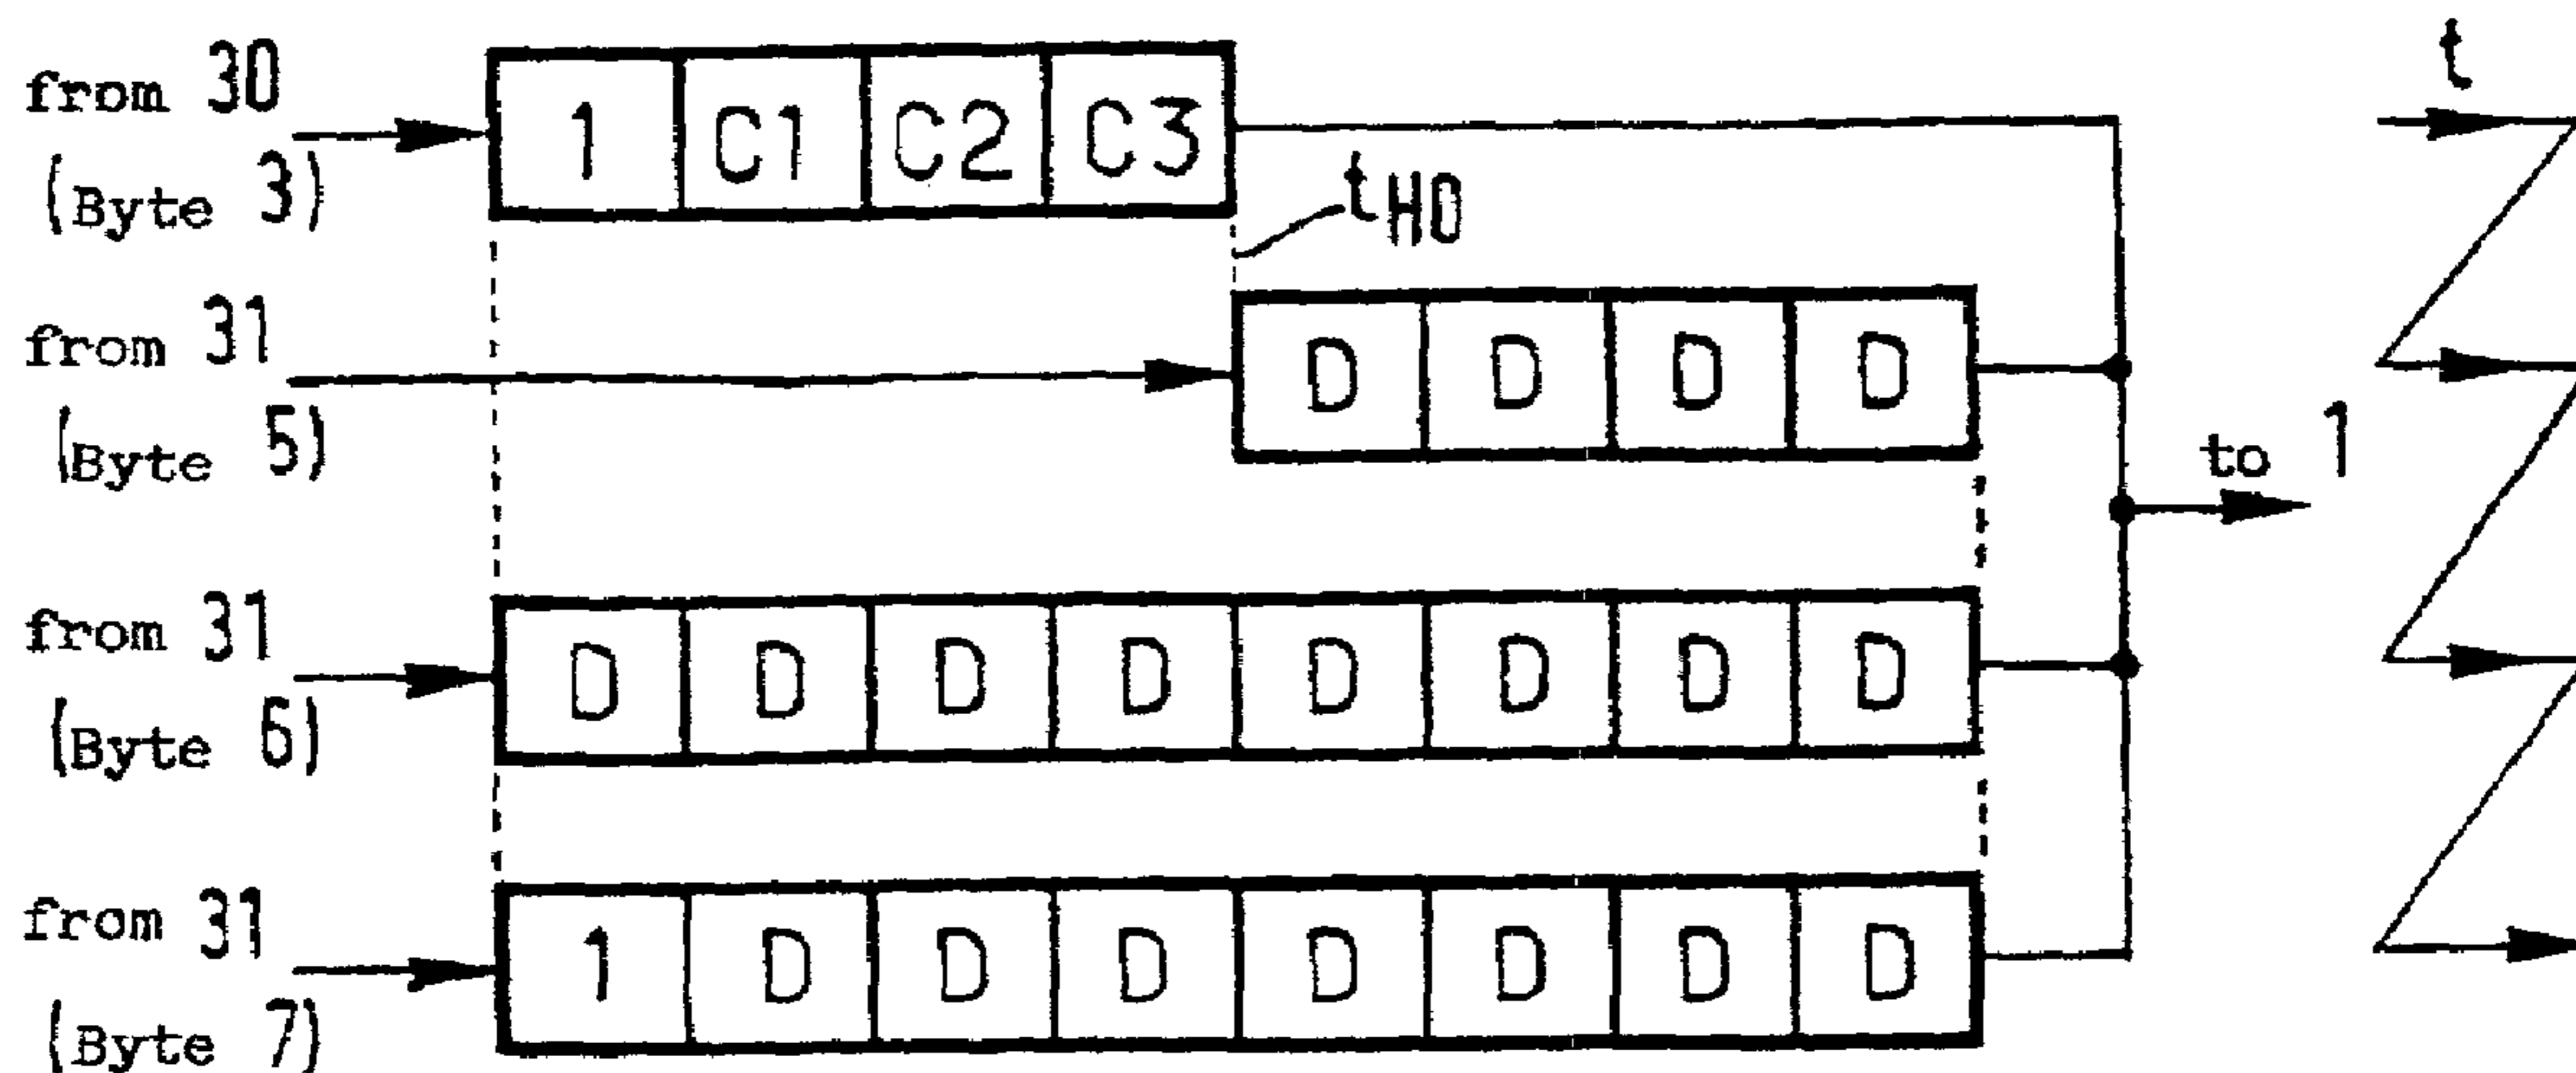 from 30
(Byte 3)
1 C1 C2 C3
t
tHO
from 31
(Byte 5)
D D D D
to 1
from 31
(Byte 6)
D D D D D D D D
from 31
(Byte 7)
1 D D D D D D D